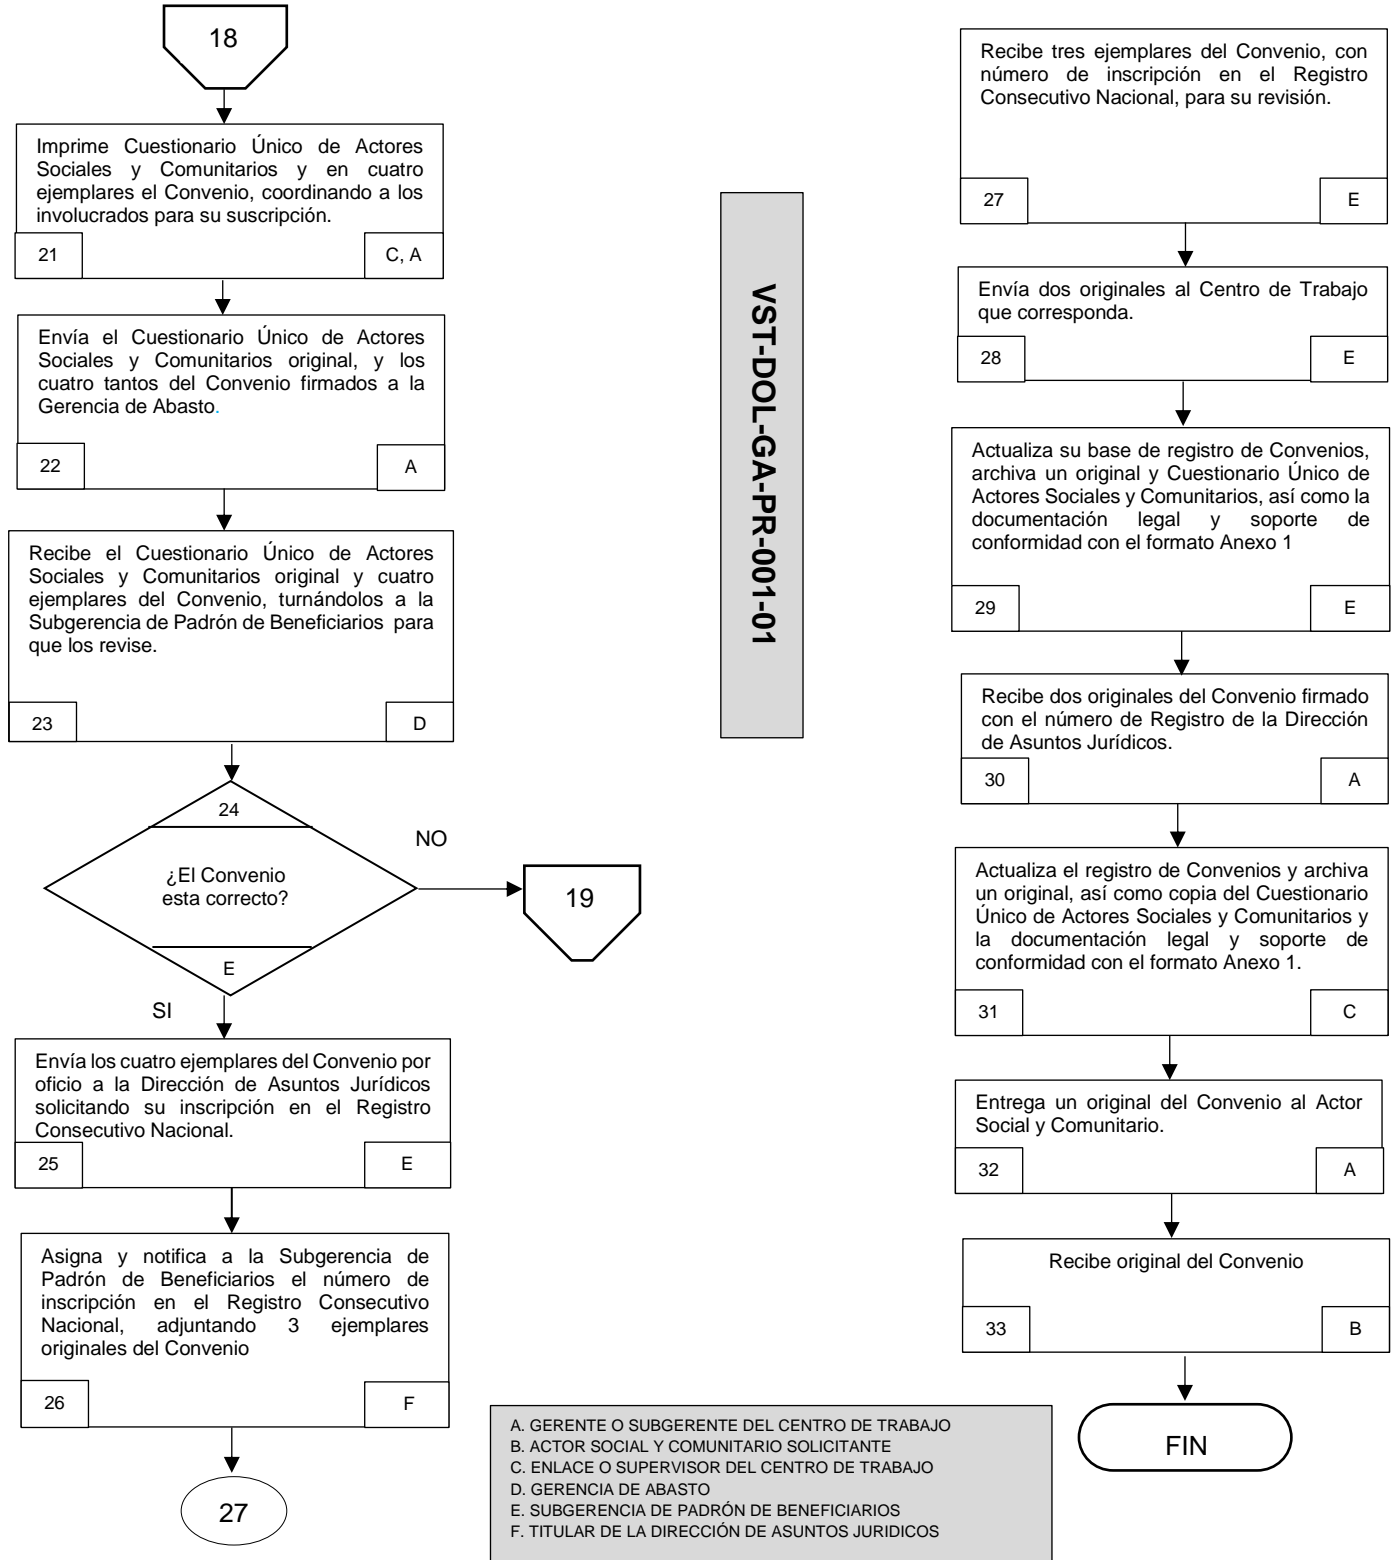 18
Imprime Cuestionario Único de Actores
Sociales y Comunitarios y en cuatro
ejemplares el Convenio, coordinando a los
involucrados para su suscripción.
21
C, A
Envía el Cuestionario Único de Actores
Sociales y Comunitarios original, y los
cuatro tantos del Convenio firmados a la
Gerencia de Abasto.
22
A
Recibe el Cuestionario Único de Actores
Sociales y Comunitarios original y cuatro
ejemplares del Convenio, turnándolos a la
Subgerencia de Padrón de Beneficiarios para
que los revise.
23
D
24
¿El Convenio
esta correcto?
E
NO
19
SI
Envía los cuatro ejemplares del Convenio por
oficio a la Dirección de Asuntos Jurídicos
solicitando su inscripción en el Registro
Consecutivo Nacional.
25
E
Asigna y notifica a la Subgerencia de
Padrón de Beneficiarios el número de
inscripción en el Registro Consecutivo
Nacional, adjuntando 3 ejemplares
originales del Convenio
26
F
27
VST-DOL-GA-PR-001-01
Recibe tres ejemplares del Convenio, con
número de inscripción en el Registro
Consecutivo Nacional, para su revisión.
27
E
Envía dos originales al Centro de Trabajo
que corresponda.
28
E
Actualiza su base de registro de Convenios,
archiva un original y Cuestionario Único de
Actores Sociales y Comunitarios, así como la
documentación legal y soporte de
conformidad con el formato Anexo 1
29
E
Recibe dos originales del Convenio firmado
con el número de Registro de la Dirección
de Asuntos Jurídicos.
30
A
Actualiza el registro de Convenios y archiva
un original, así como copia del Cuestionario
Único de Actores Sociales y Comunitarios y
la documentación legal y soporte de
conformidad con el formato Anexo 1.
31
C
Entrega un original del Convenio al Actor
Social y Comunitario.
32
A
Recibe original del Convenio
33
B
FIN
A. GERENTE O SUBGERENTE DEL CENTRO DE TRABAJO
B. ACTOR SOCIAL Y COMUNITARIO SOLICITANTE
C. ENLACE O SUPERVISOR DEL CENTRO DE TRABAJO
D. GERENCIA DE ABASTO
E. SUBGERENCIA DE PADRÓN DE BENEFICIARIOS
F. TITULAR DE LA DIRECCIÓN DE ASUNTOS JURIDICOS